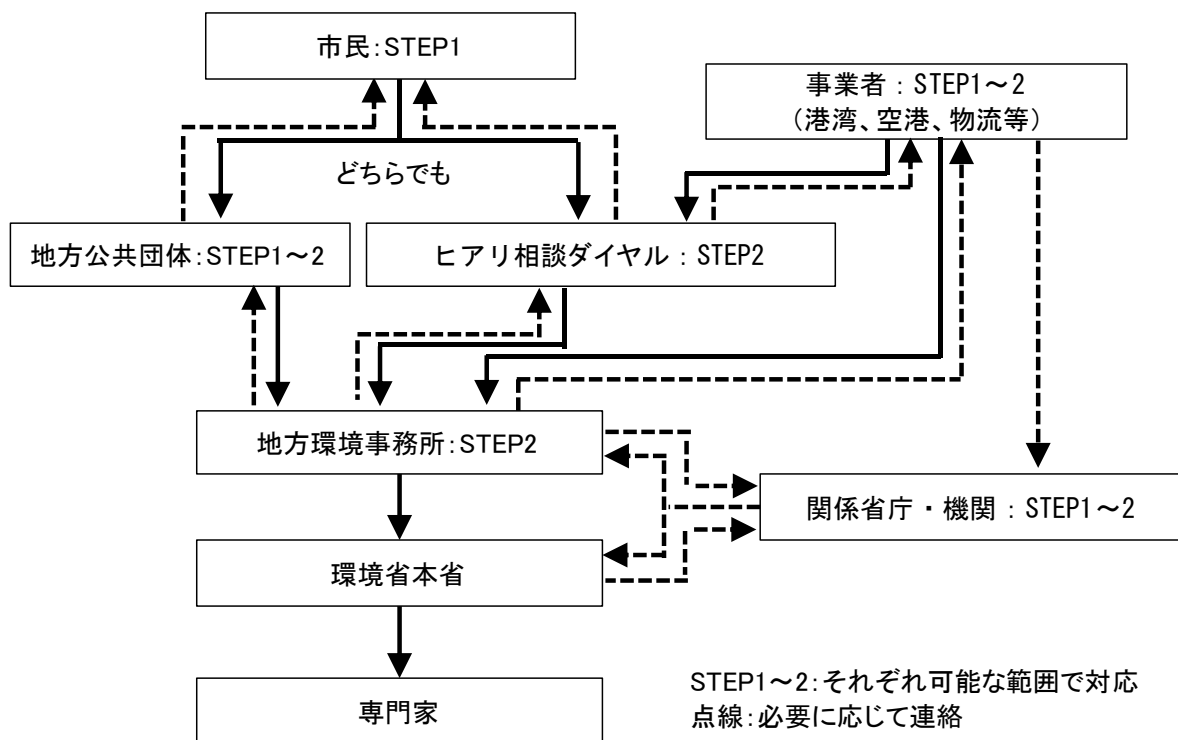 市民:STEP1
事業者：STEP1～2
（港湾、空港、物流等）
どちらでも
地方公共団体:STEP1～2
ヒアリ相談ダイヤル：STEP2
地方環境事務所:STEP2
関係省庁・機関：STEP1～2
環境省本省
専門家
STEP1～2:それぞれ可能な範囲で対応
点線:必要に応じて連絡